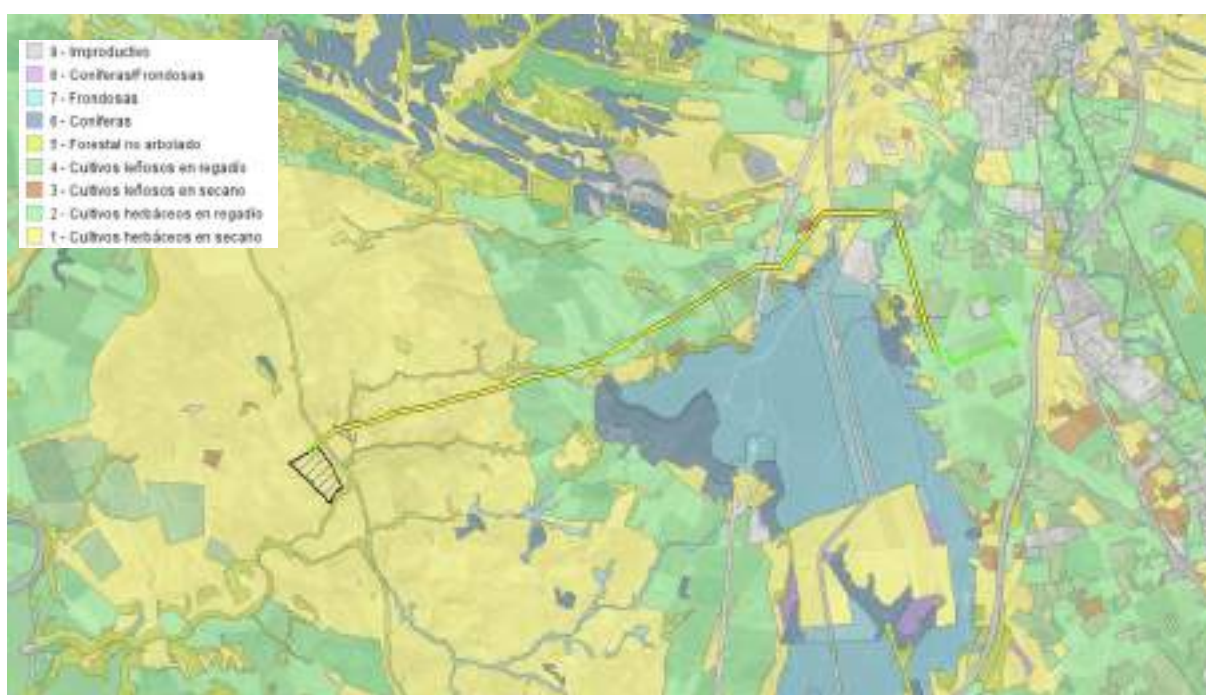 9 - Improductivo
8 - Coníferas/Frondosas
7 - Frondosas
6 - Coníferas
5 - Forestal no arbolado
4 - Cultivos leñosos en regadío
3 - Cultivos leñosos en secano
2 - Cultivos herbáceos en regadío
1 - Cultivos herbáceos en secano